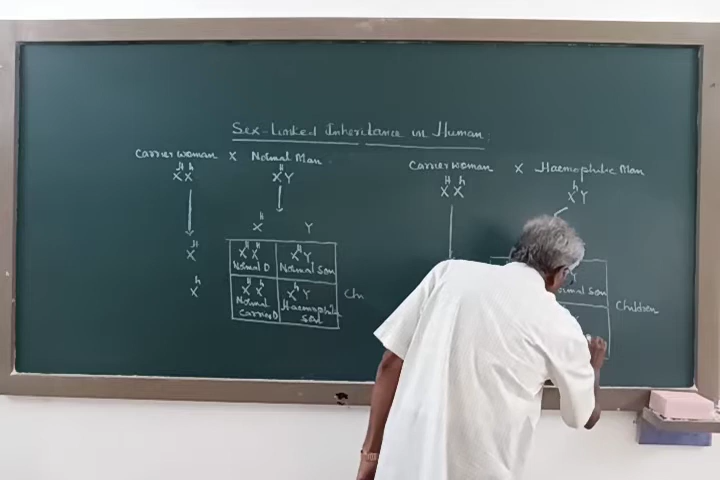 Sex-Linked Inheritance in Human.
Carrier woman X Normal Man
X^H X^h X^H Y
X^H Y
X^H
X^H X^H X^H Y
Normal D Normal Son
X^h
X^H X^h X^h Y
Normal Carrier D Haemophilic Son
Chn
Carrier woman X Haemophilic Man
X^H X^h X^h Y
Y
Normal Son
Children